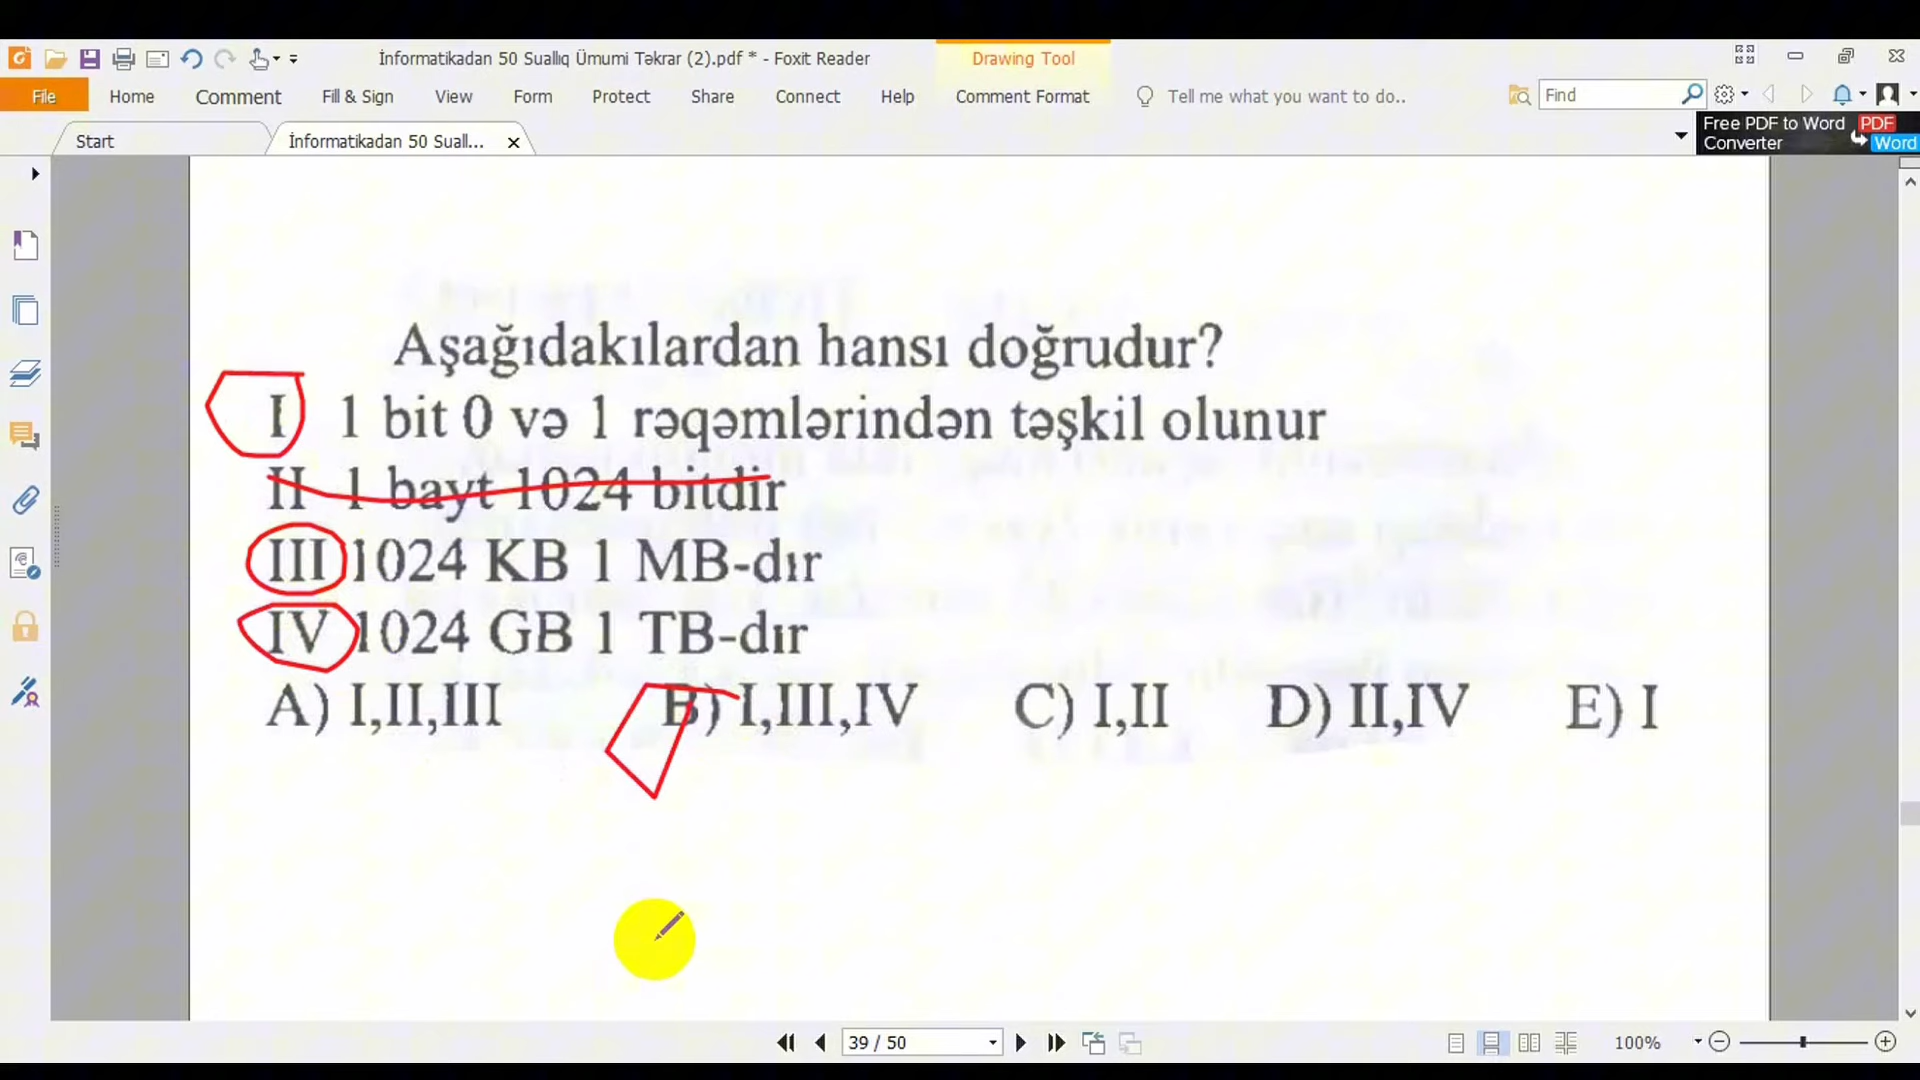 İnformatikadan 50 Suallıq Ümumi Təkrar (2).pdf * - Foxit Reader
Drawing Tool
File Home Comment Fill & Sign View Form Protect Share Connect Help Comment Format Tell me what you want to do.. Find
Start İnformatikadan 50 Suall...
Free PDF to Word Converter PDF Word
Aşağıdakılardan hansı doğrudur?
I 1 bit 0 və 1 rəqəmlərindən təşkil olunur
II 1 bayt 1024 bitdir
III 1024 KB 1 MB-dır
IV 1024 GB 1 TB-dır
A) I,II,III B) I,III,IV C) I,II D) II,IV E) I
39 / 50 100%